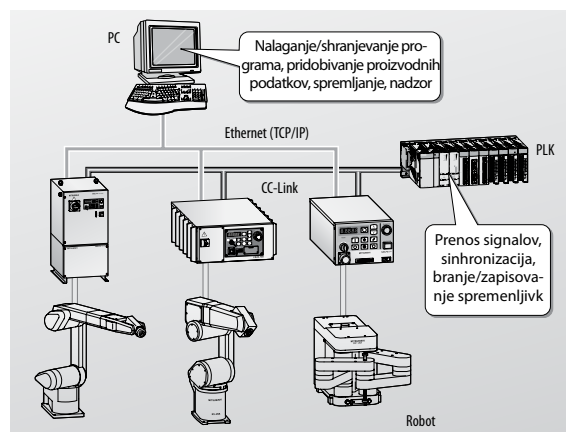 PC
Nalaganje/shranjevanje pro-
grama, pridobivanje proizvodnih
podatkov, spremljanje, nadzor
Ethernet (TCP/IP)
PLK
CC-Link
Prenos signalov,
sinhronizacija,
branje/zapisova-
nje spremenljivk
Robot